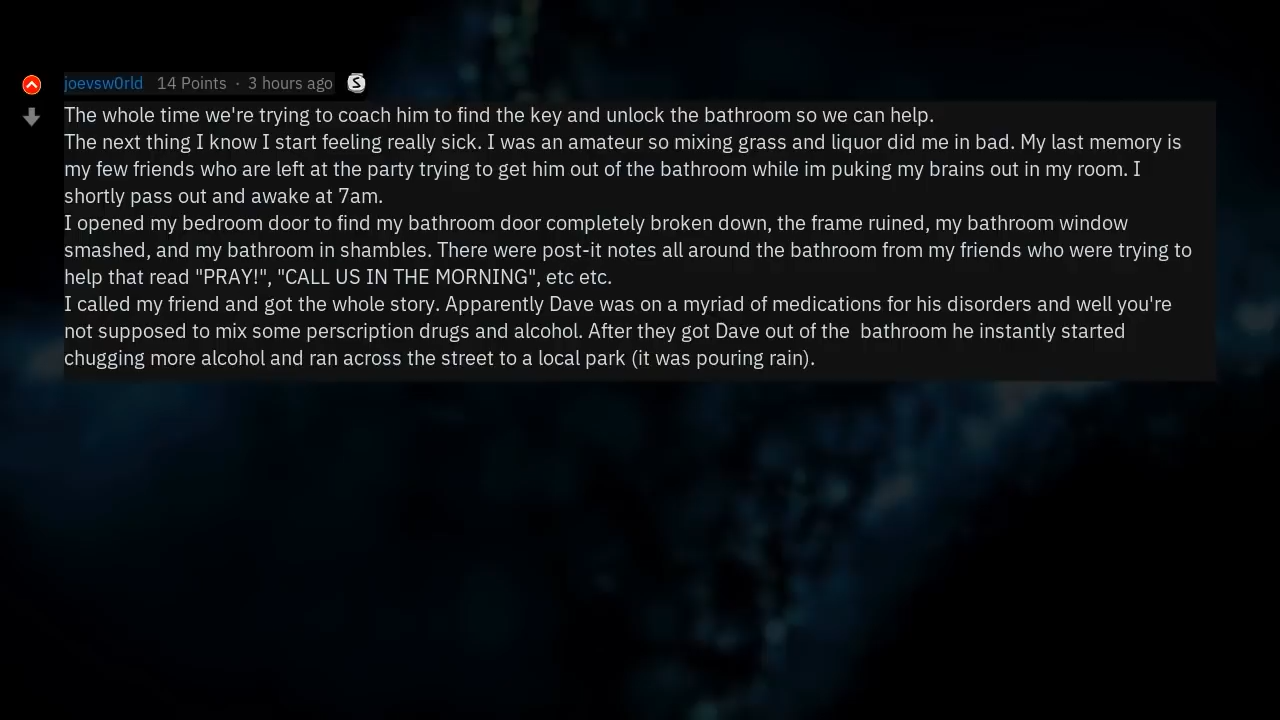 joevsw0rld 14 Points · 3 hours ago
The whole time we're trying to coach him to find the key and unlock the bathroom so we can help.
The next thing I know I start feeling really sick. I was an amateur so mixing grass and liquor did me in bad. My last memory is
my few friends who are left at the party trying to get him out of the bathroom while im puking my brains out in my room. I
shortly pass out and awake at 7am.
I opened my bedroom door to find my bathroom door completely broken down, the frame ruined, my bathroom window
smashed, and my bathroom in shambles. There were post-it notes all around the bathroom from my friends who were trying to
help that read "PRAY!", "CALL US IN THE MORNING", etc etc.
I called my friend and got the whole story. Apparently Dave was on a myriad of medications for his disorders and well you're
not supposed to mix some perscription drugs and alcohol. After they got Dave out of the  bathroom he instantly started
chugging more alcohol and ran across the street to a local park (it was pouring rain).